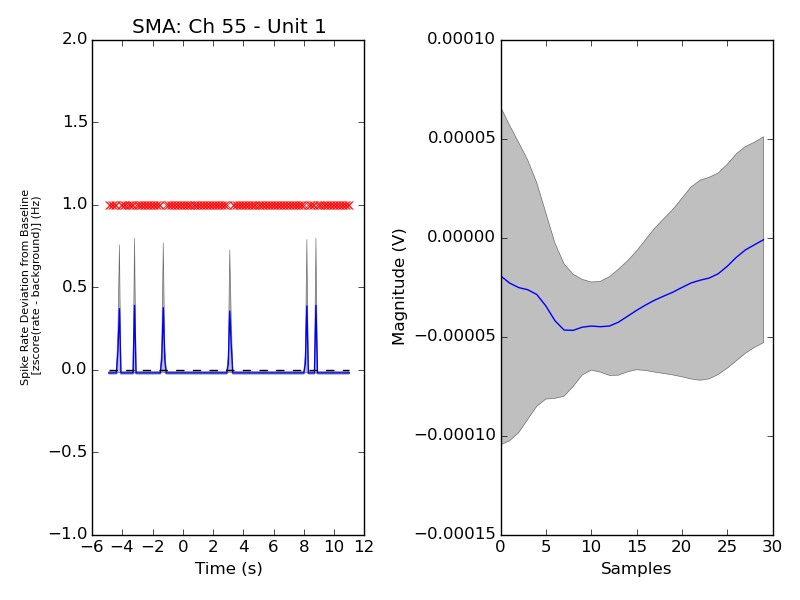 SMA: Ch 55 - Unit 1
Spike Rate Deviation from Baseline
[zscore(rate - background)] (Hz)
2.0
1.5
1.0
0.5
0.0
−0.5
−1.0
−6 −4 −2 0 2 4 6 8 10 12
Time (s)
Magnitude (V)
0.00010
0.00005
0.00000
−0.00005
−0.00010
−0.00015
0 5 10 15 20 25 30
Samples